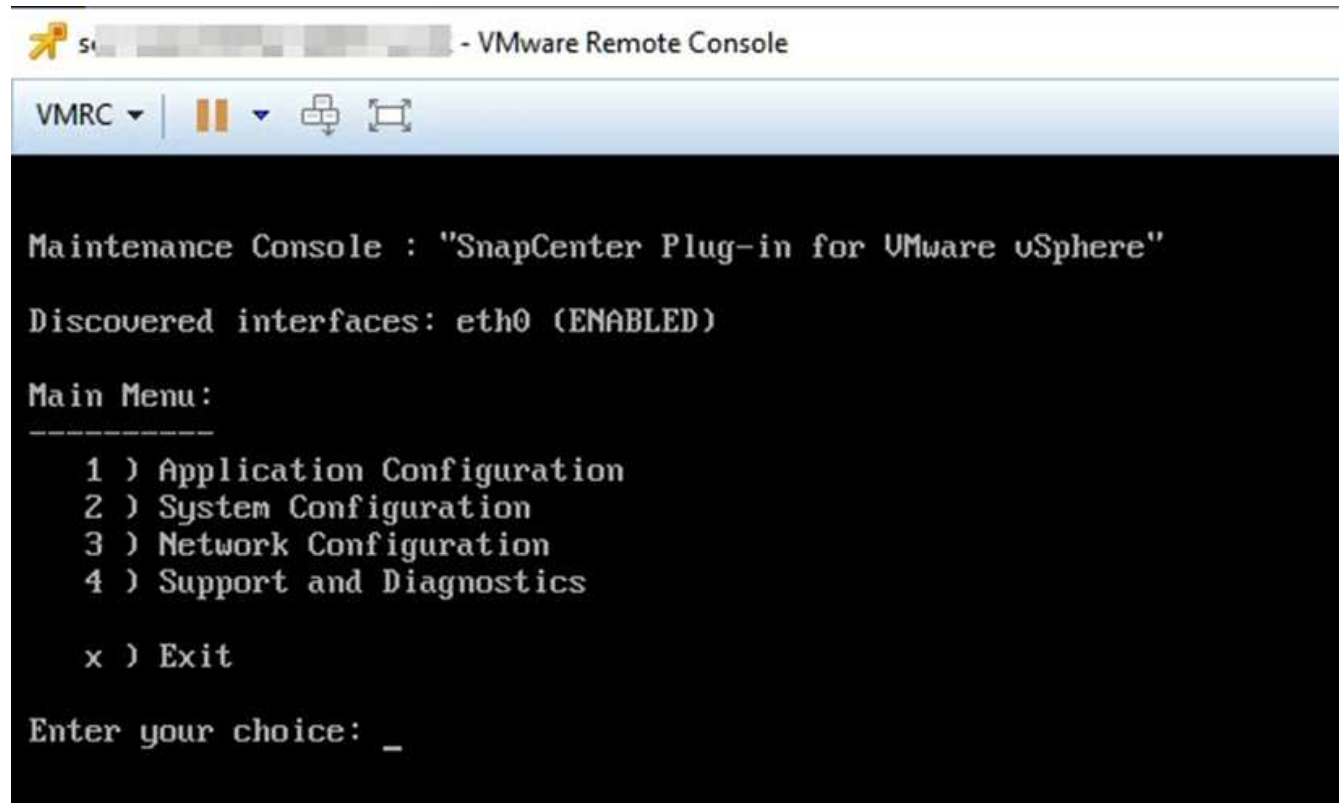 - VMware Remote Console
VMRC
Maintenance Console : "SnapCenter Plug-in for VMware vSphere"
Discovered interfaces: eth0 (ENABLED)
Main Menu:
----------
1 ) Application Configuration
2 ) System Configuration
3 ) Network Configuration
4 ) Support and Diagnostics
x ) Exit
Enter your choice: _